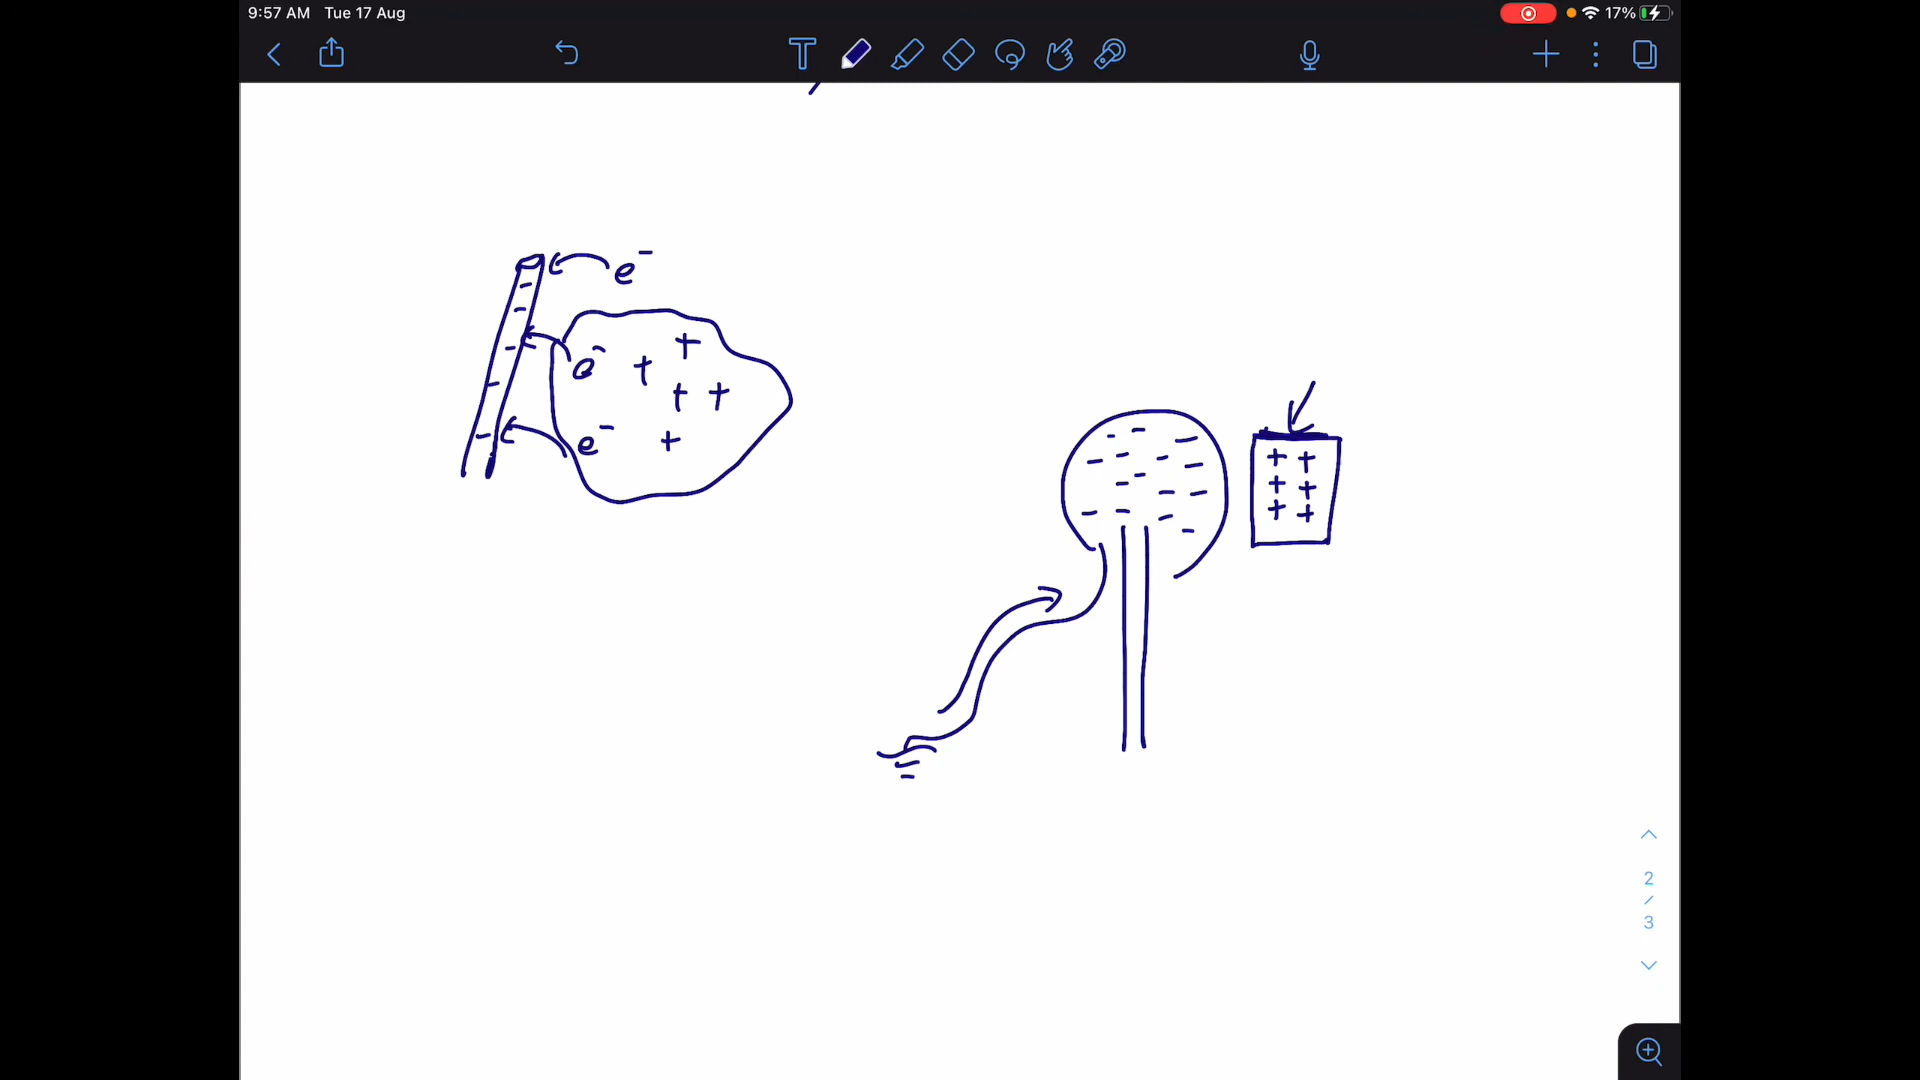 9:57 AM Tue 17 Aug
17%
T
e⁻
e⁻ + +
+ +
e⁻ +
+ +
+ +
+ +
2
/
3